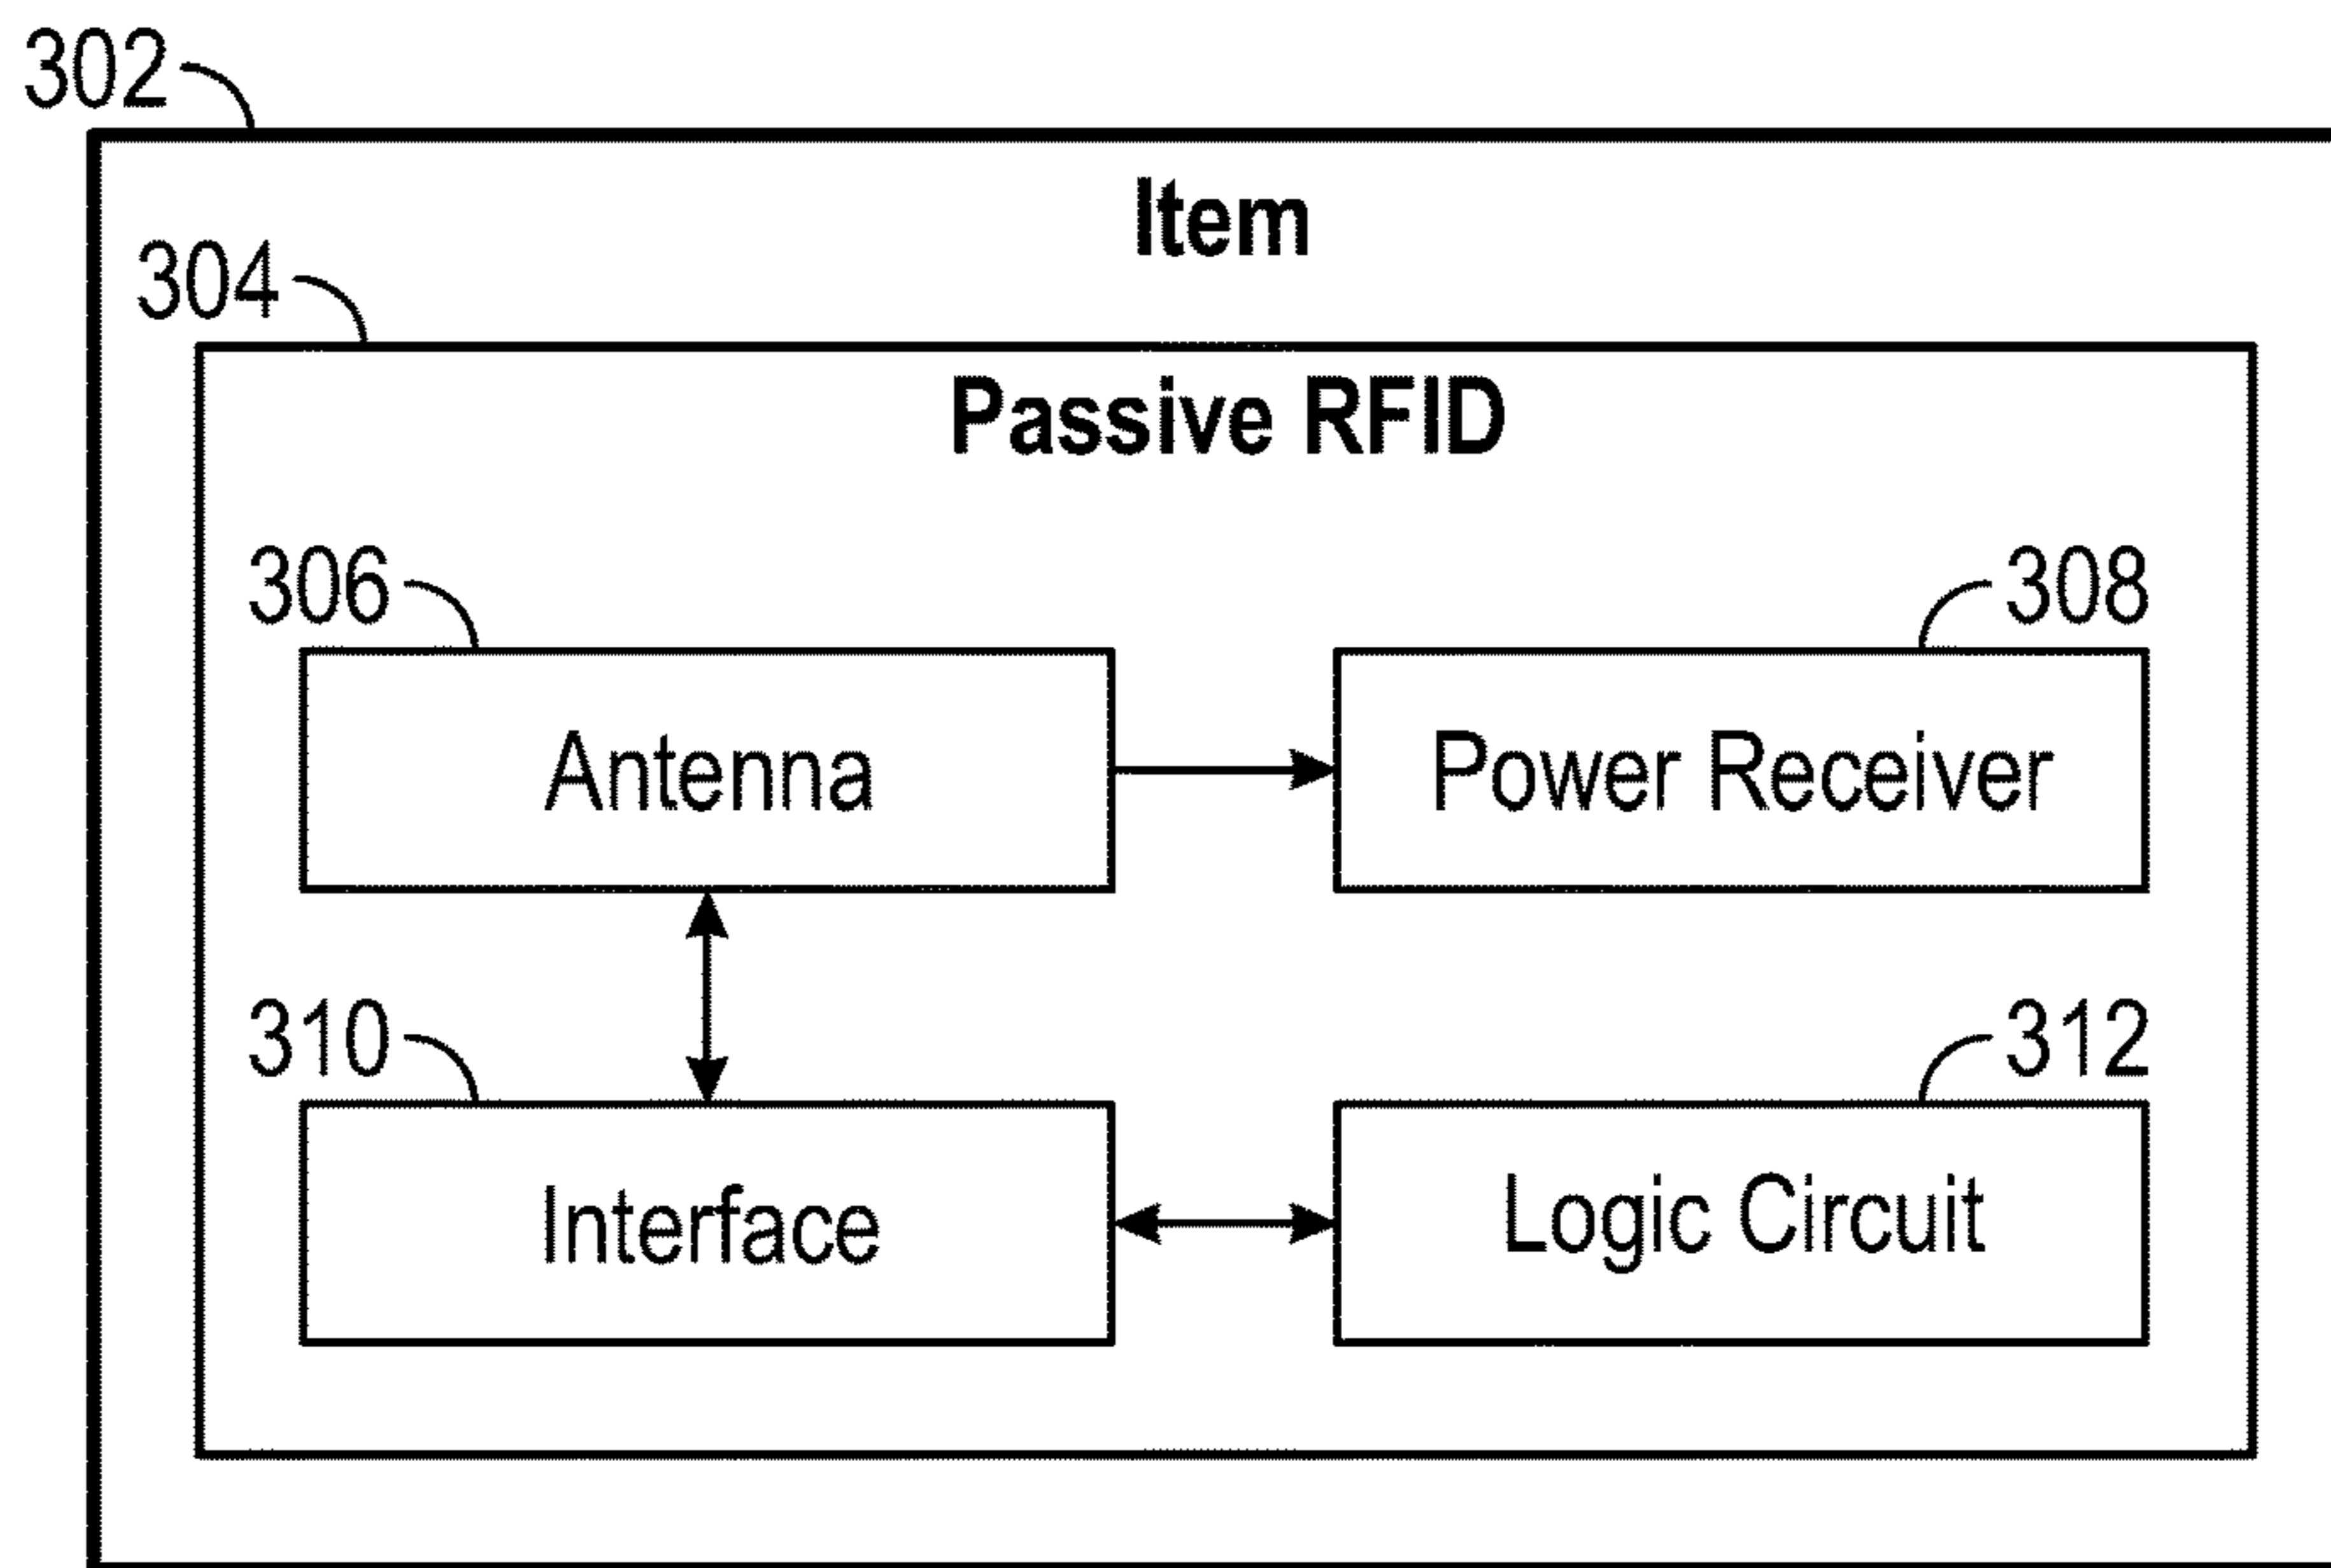 302
Item
304
Passive RFID
306
308
Antenna
Power Receiver
310
312
Interface
Logic Circuit